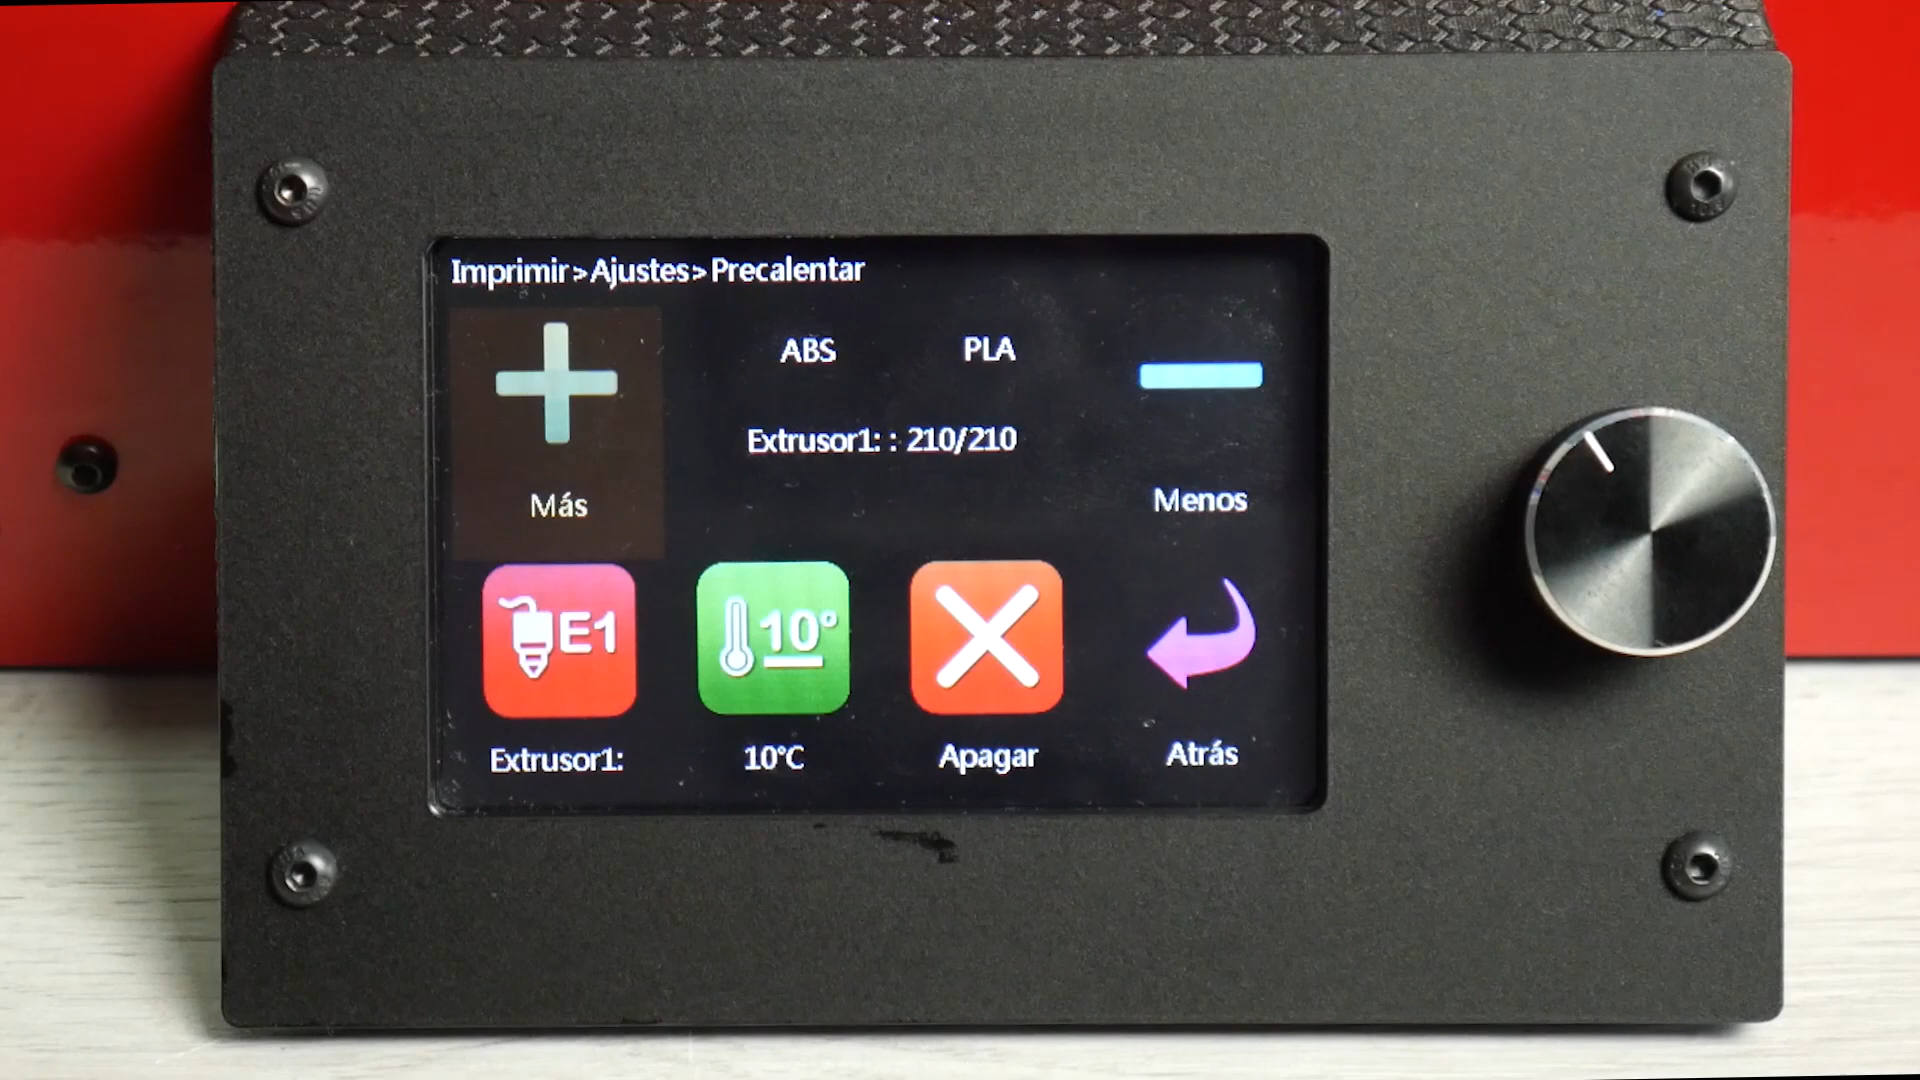 Imprimir>Ajustes>Precalentar
ABS PLA
Extrusor1: : 210/210
Más
Menos
E1
10°
Extrusor1:
10°C
Apagar
Atrás